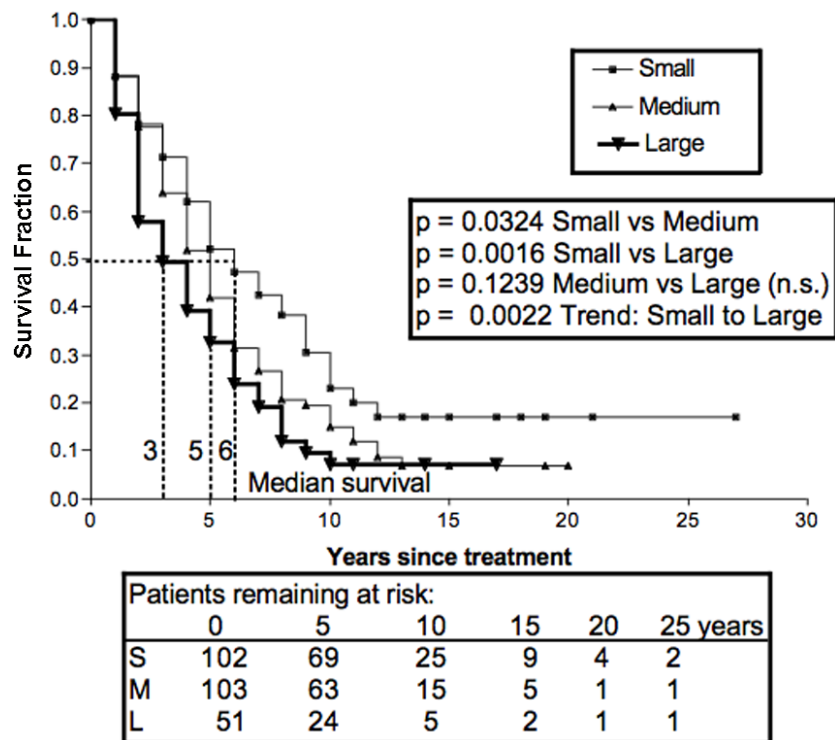 Survival Fraction
1.0
0.9
0.8
0.7
0.6
0.5
0.4
0.3
0.2
0.1
0.0
Small
Medium
Large
p = 0.0324 Small vs Medium
p = 0.0016 Small vs Large
p = 0.1239 Medium vs Large (n.s.)
p = 0.0022 Trend: Small to Large
3 5 6
Median survival
0 5 10 15 20 25 30
Years since treatment
Patients remaining at risk:
0 5 10 15 20 25 years
S 102 69 25 9 4 2
M 103 63 15 5 1 1
L 51 24 5 2 1 1